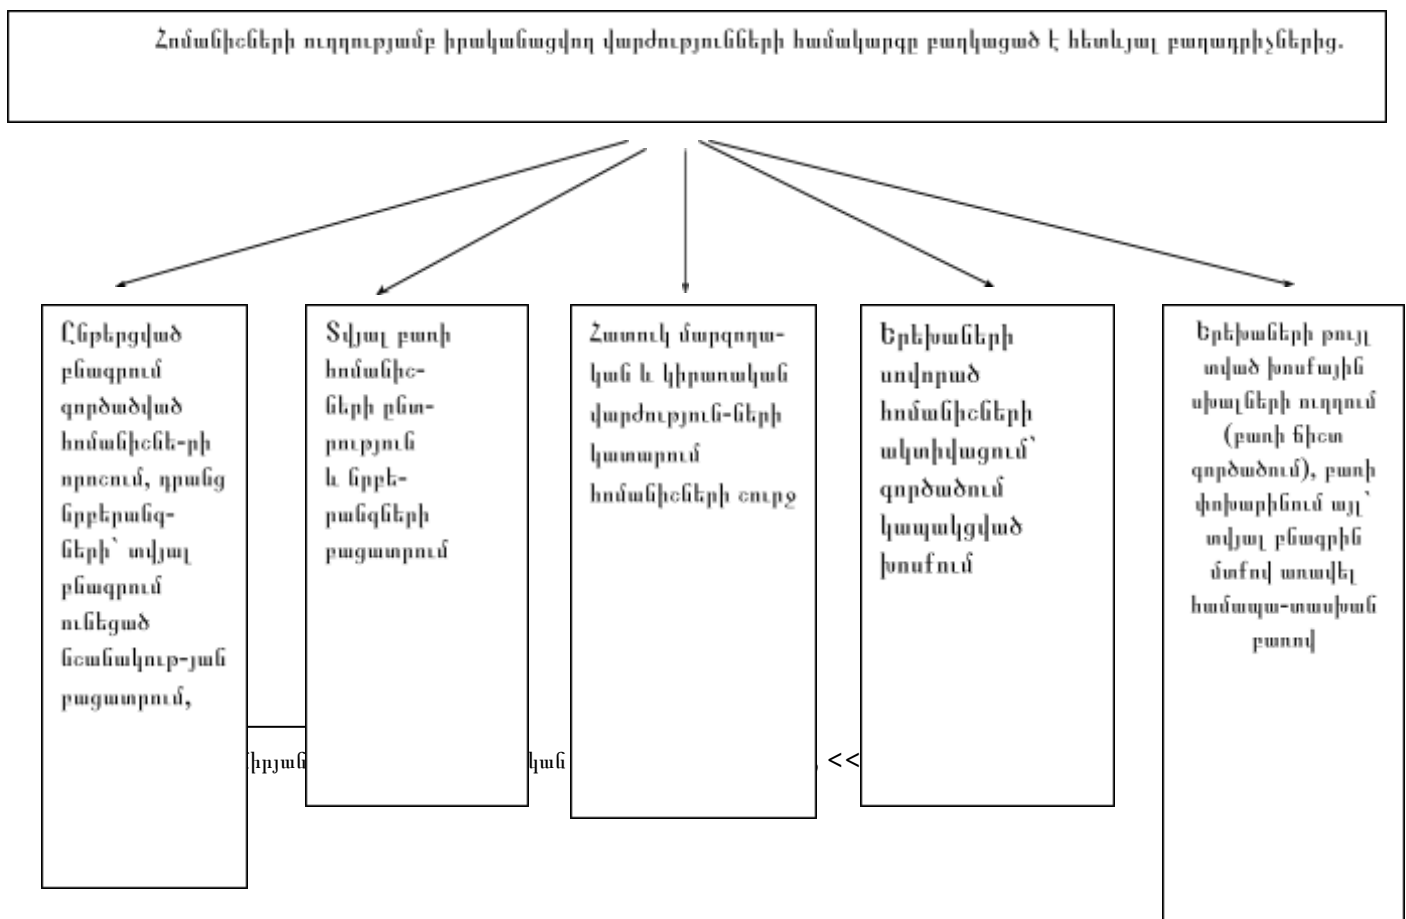 Հոմանիշների ուղղությամբ իրականացվող վարժությունների համակարգը բաղկացած է հետևյալ բաղադրիչներից.
Ընթերցված
բնագրում
գործածված
հոմանիշնե-րի
որոշում, դրանց
նրբերանգ-
ների՝ տվյալ
բնագրում
ունեցած
նշանակութ-յան
բացատրում,
Տվյալ բառի
հոմանիշ-
ների ընտ-
րություն
և նրբե-
րանգների
բացատրում
Հատուկ մարզողա-
կան և կիրառական
վարժություն-ների
կատարում
հոմանիշների շուրջ
Երեխաների
սովորած
հոմանիշների
ակտիվացում՝
գործածում
կապակցված
խոսքում
Երեխաների թույլ
տված խոսքային
սխալների ուղղում
(բառի ճիշտ
գործածում), բառի
փոխարինում այլ՝
տվյալ բնագրին
մտքով առավել
համապա-տասխան
բառով
իրյան կան , <<